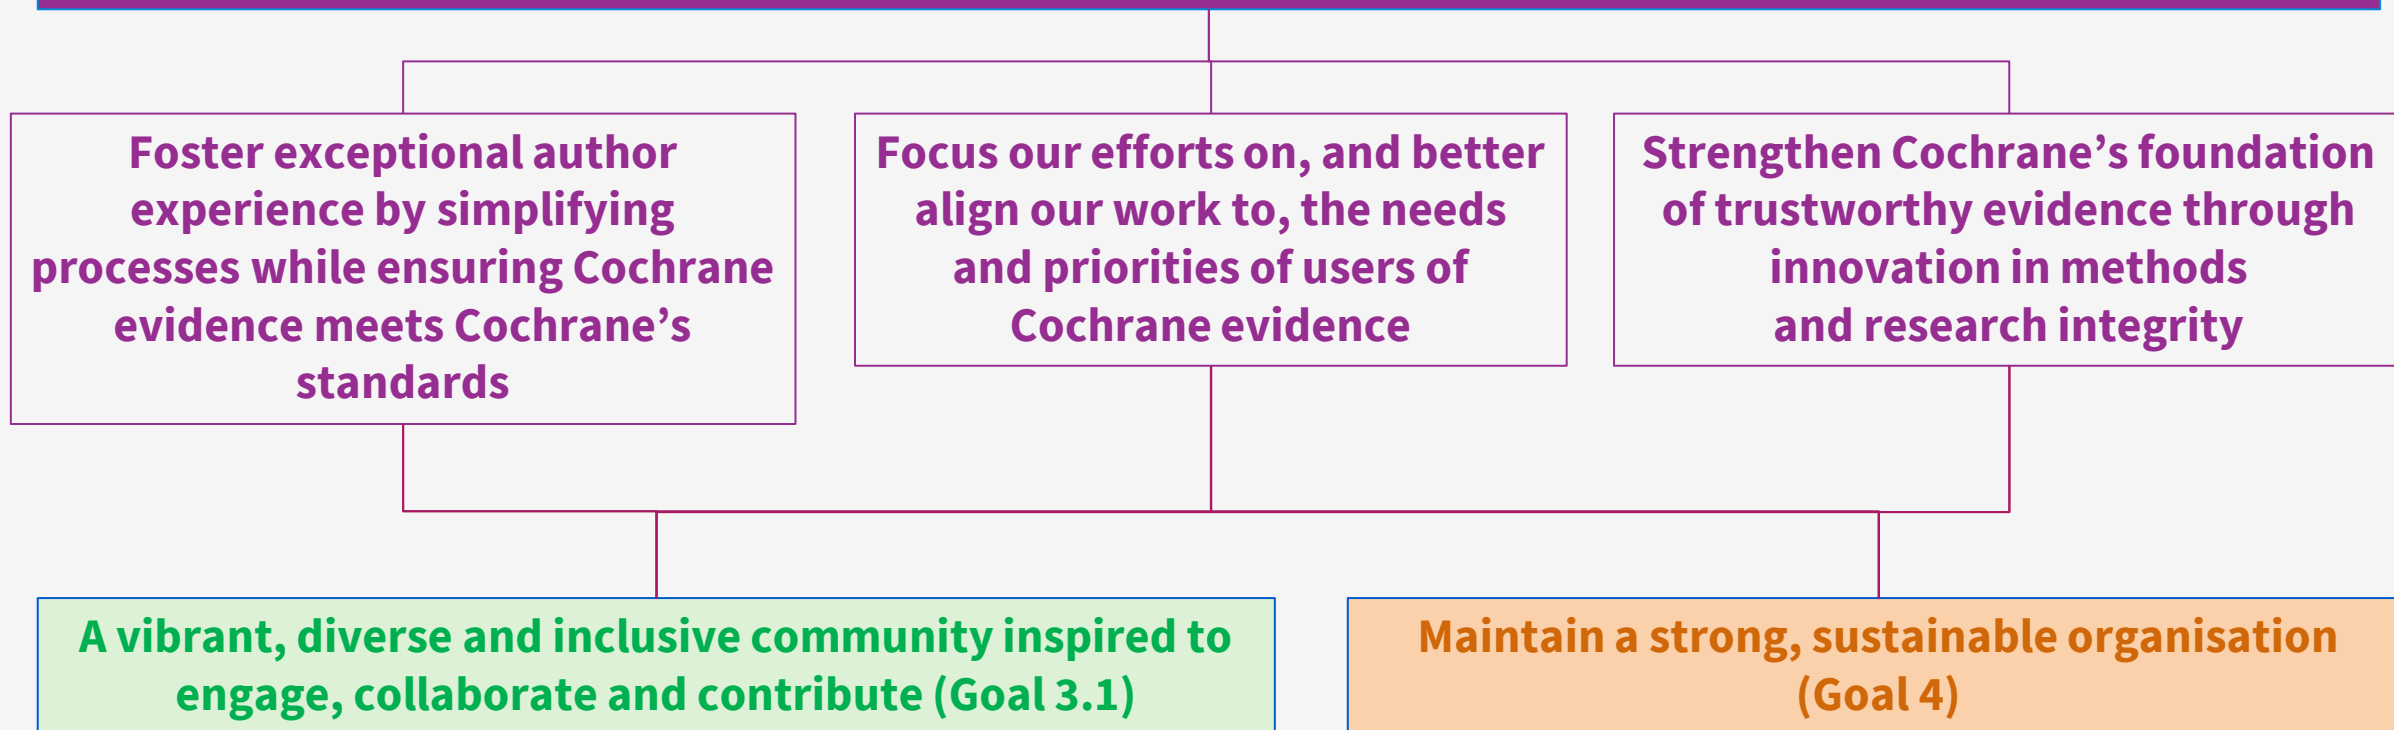 Foster exceptional author
experience by simplifying
processes while ensuring Cochrane
evidence meets Cochrane’s
standards
Focus our efforts on, and better
align our work to, the needs
and priorities of users of
Cochrane evidence
Strengthen Cochrane’s foundation
of trustworthy evidence through
innovation in methods
and research integrity
A vibrant, diverse and inclusive community inspired to
engage, collaborate and contribute (Goal 3.1)
Maintain a strong, sustainable organisation
(Goal 4)